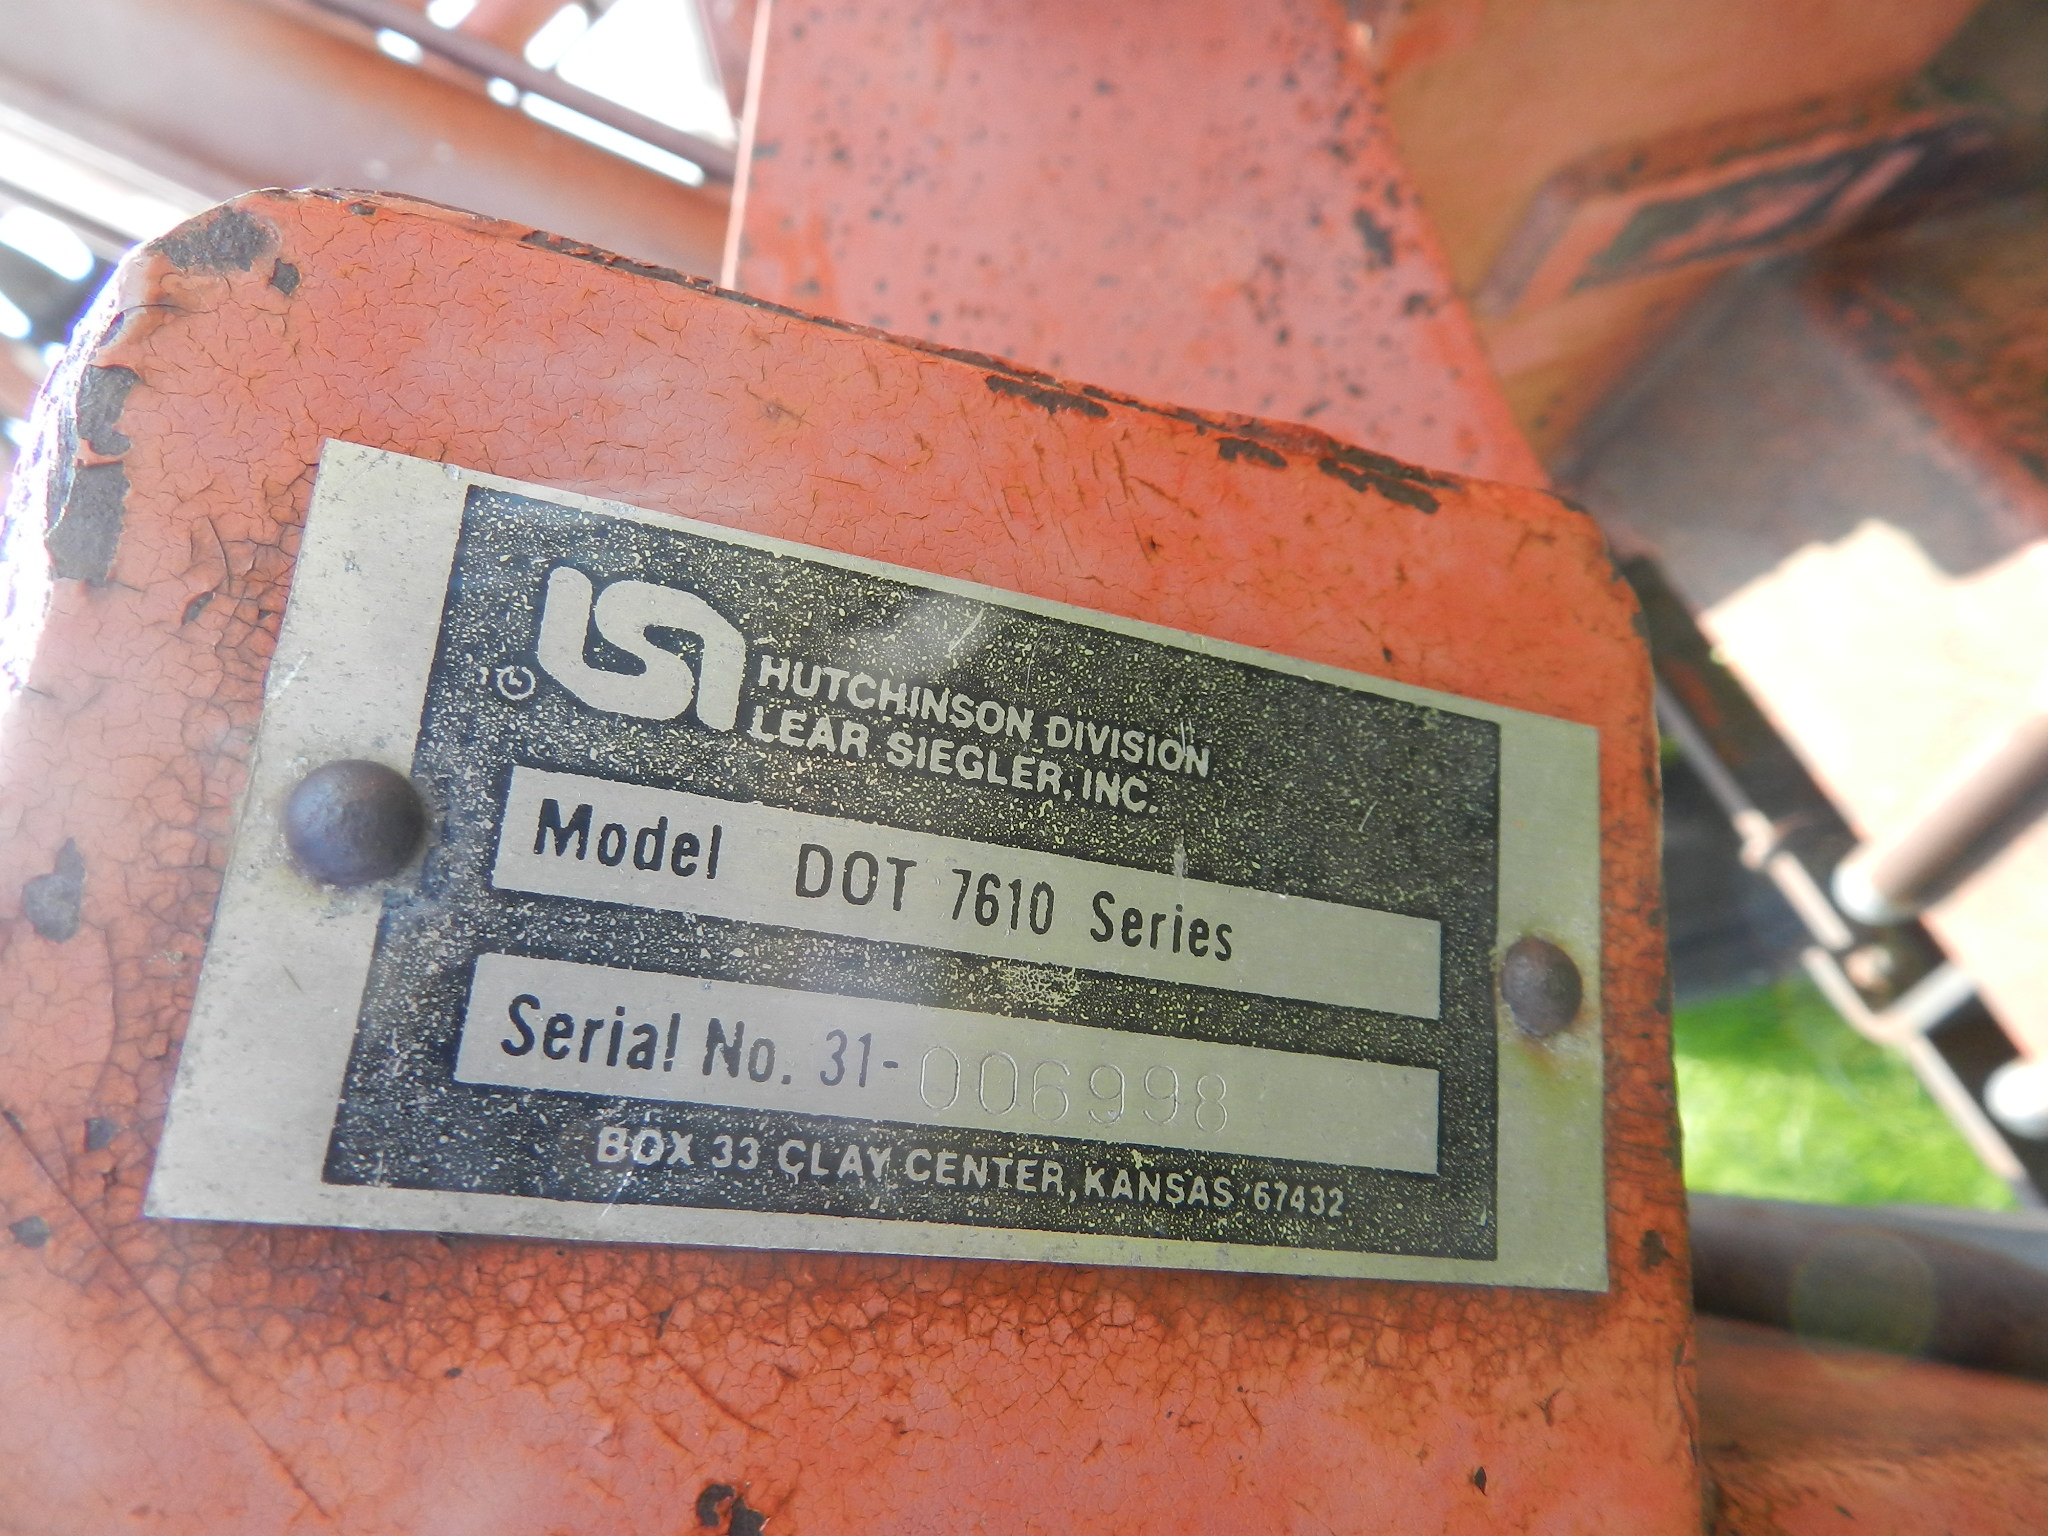 LSI
HUTCHINSON DIVISION
LEAR SIEGLER, INC.
Model DOT 7610 Series
Serial No. 31-006998
BOX 33 CLAY CENTER, KANSAS 67432